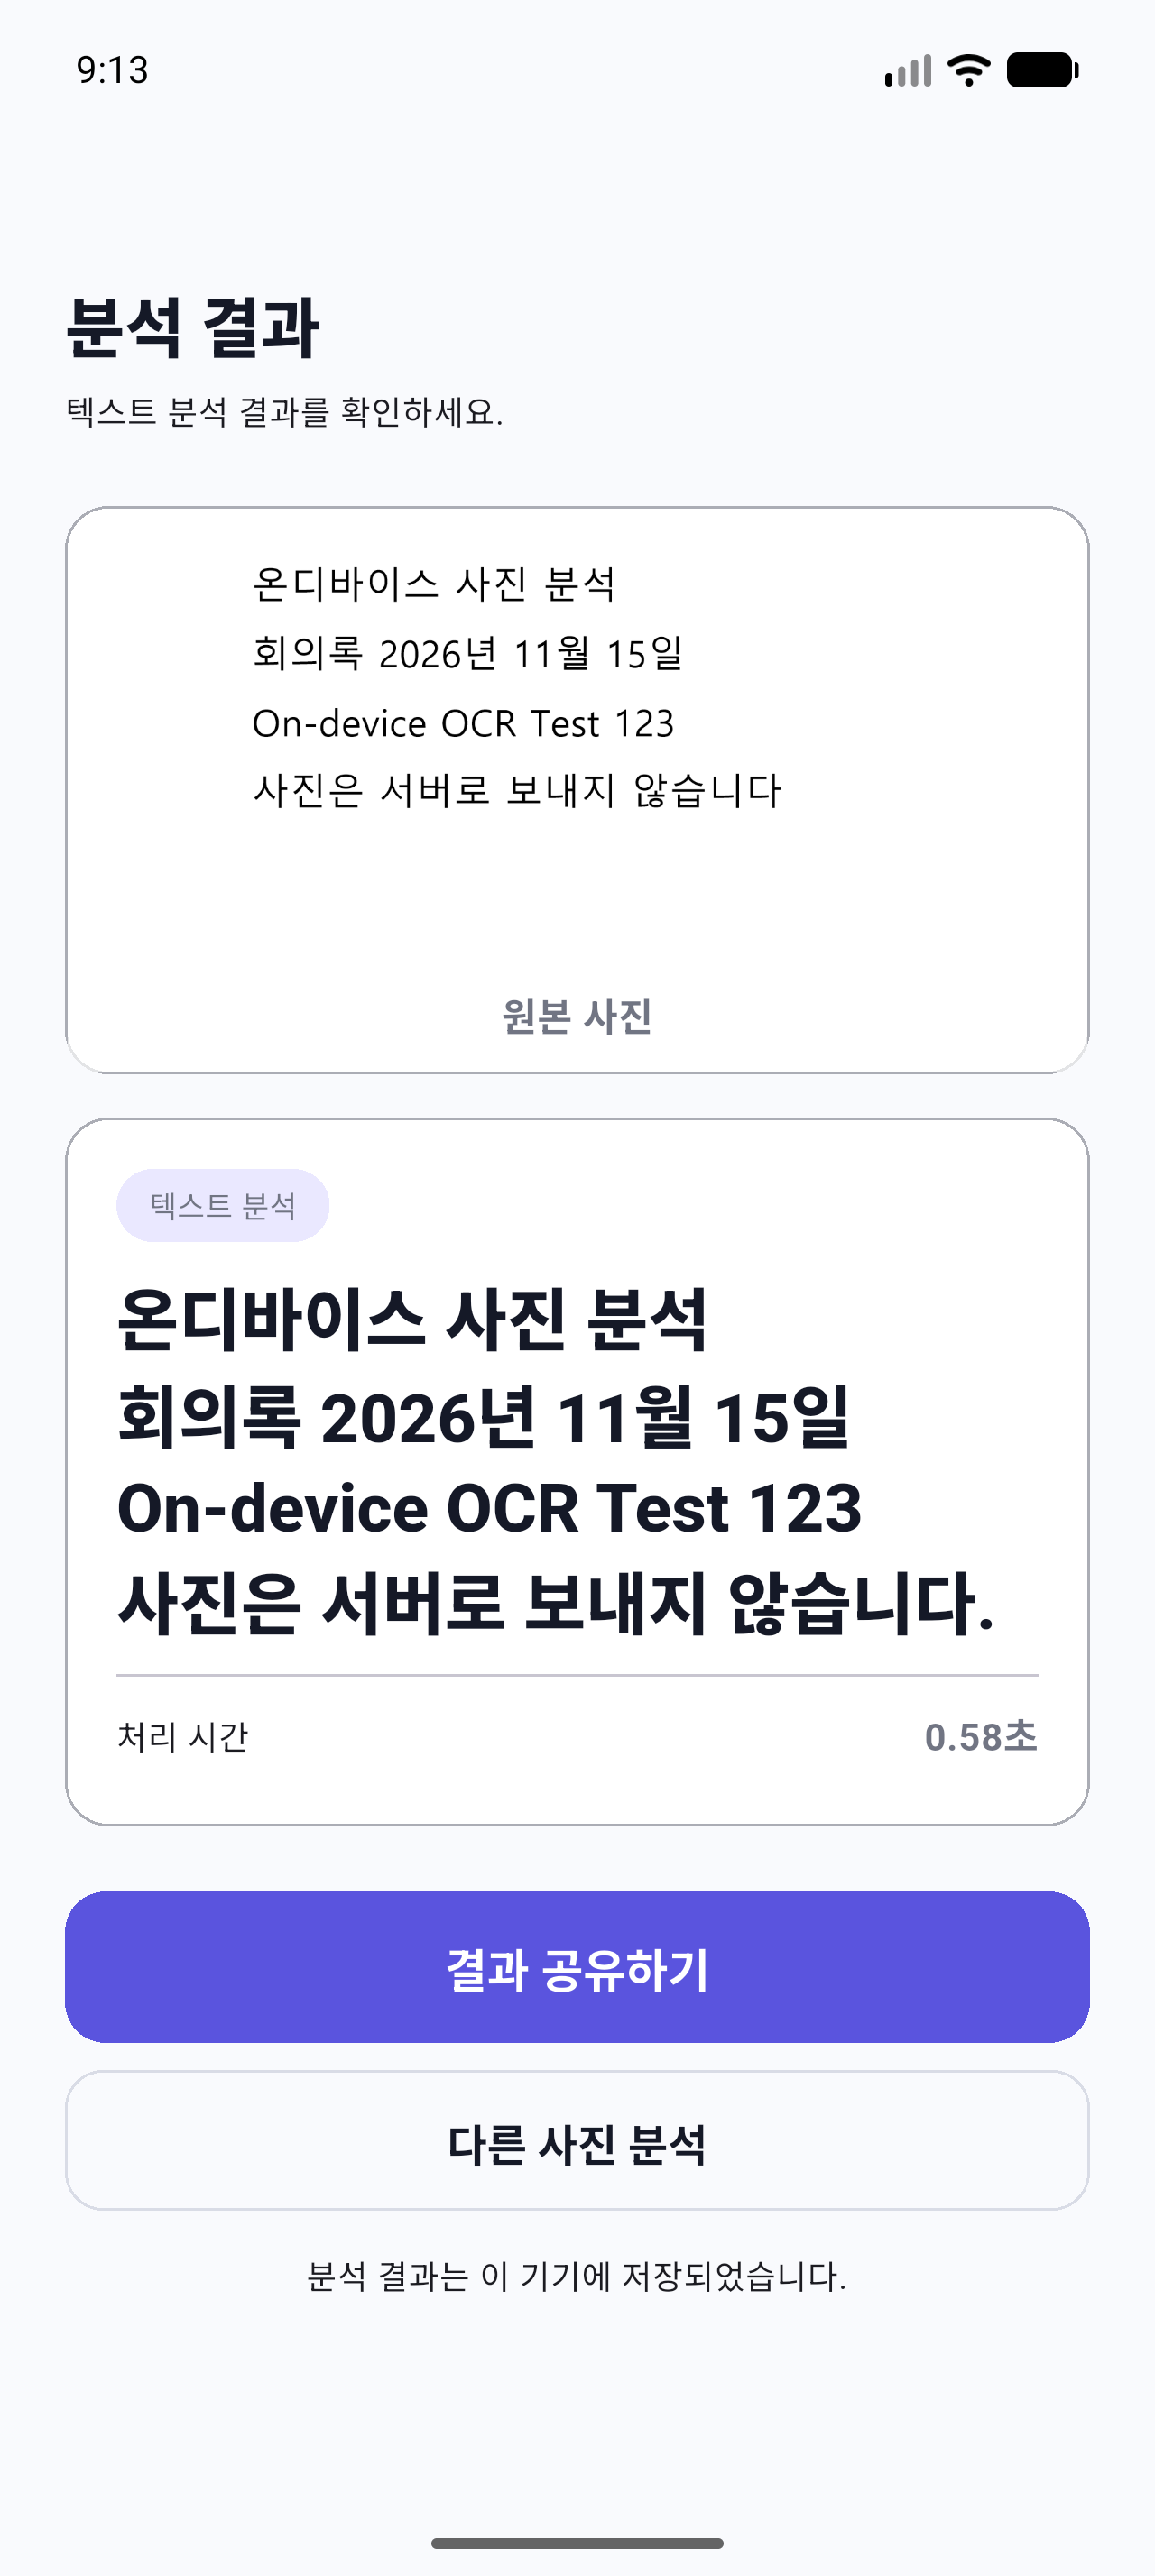 9:13
분석 결과
텍스트 분석 결과를 확인하세요.
온디바이스 사진 분석
회의록 2026년 11월 15일
On-device OCR Test 123
사진은 서버로 보내지 않습니다
원본 사진
텍스트 분석
온디바이스 사진 분석
회의록 2026년 11월 15일
On-device OCR Test 123
사진은 서버로 보내지 않습니다.
처리 시간 0.58초
결과 공유하기
다른 사진 분석
분석 결과는 이 기기에 저장되었습니다.